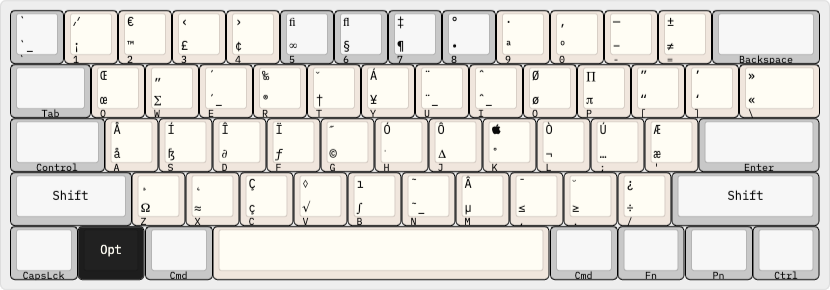 ` ⁄ € ‹ › ﬁ ﬂ ‡ ° · ‚ — ±
`_ ¡ ™ £ ¢ ∞ § ¶ • ª º – ≠
` 1 2 3 4 5 6 7 8 9 0 - = Backspace
Œ „ ´ ‰ ˇ Á ¨ ˆ Ø ∏ ” ’ »
œ Σ ´_ ® † ¥ ¨_ ˆ_ ø π “ ‘ «
Tab Q W E R T Y U I O P [ ] \
Å Í Î Ï ˝ Ó Ô  Ò Ú Æ
å ß ∂ ƒ © ˙ ∆ ˚ ¬ … æ
Control A S D F G H J K L ; ' Enter
Shift ¸ ˛ Ç ◊ ı ˜ Â ¯ ˘ ¿ Shift
Ω ≈ ç √ ∫ ˜_ µ ≤ ≥ ÷
Z X C V B N M , . /
Opt
CapsLck Cmd Cmd Fn Pn Ctrl